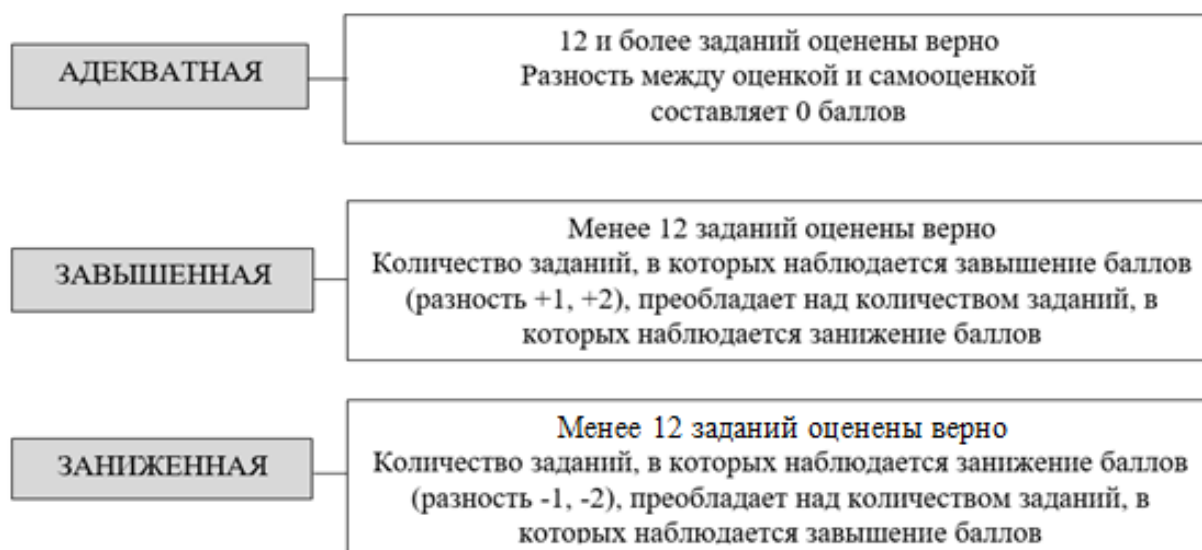 АДЕКВАТНАЯ
12 и более заданий оценены верно
Разность между оценкой и самооценкой
составляет 0 баллов
ЗАВЫШЕННАЯ
Менее 12 заданий оценены верно
Количество заданий, в которых наблюдается завышение баллов
(разность +1, +2), преобладает над количеством заданий, в
которых наблюдается занижение баллов
ЗАНИЖЕННАЯ
Менее 12 заданий оценены верно
Количество заданий, в которых наблюдается занижение баллов
(разность -1, -2), преобладает над количеством заданий, в
которых наблюдается завышение баллов